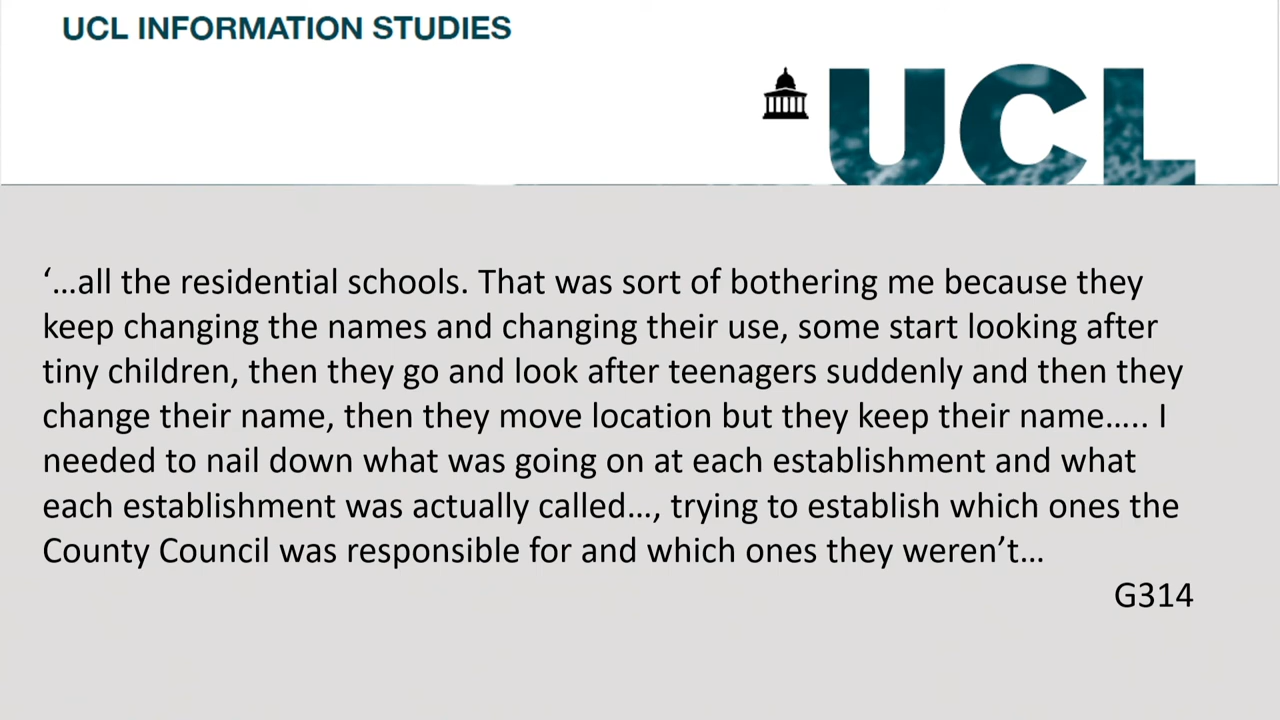 UCL INFORMATION STUDIES
UCL
‘…all the residential schools. That was sort of bothering me because they
keep changing the names and changing their use, some start looking after
tiny children, then they go and look after teenagers suddenly and then they
change their name, then they move location but they keep their name….. I
needed to nail down what was going on at each establishment and what
each establishment was actually called…, trying to establish which ones the
County Council was responsible for and which ones they weren’t…
G314